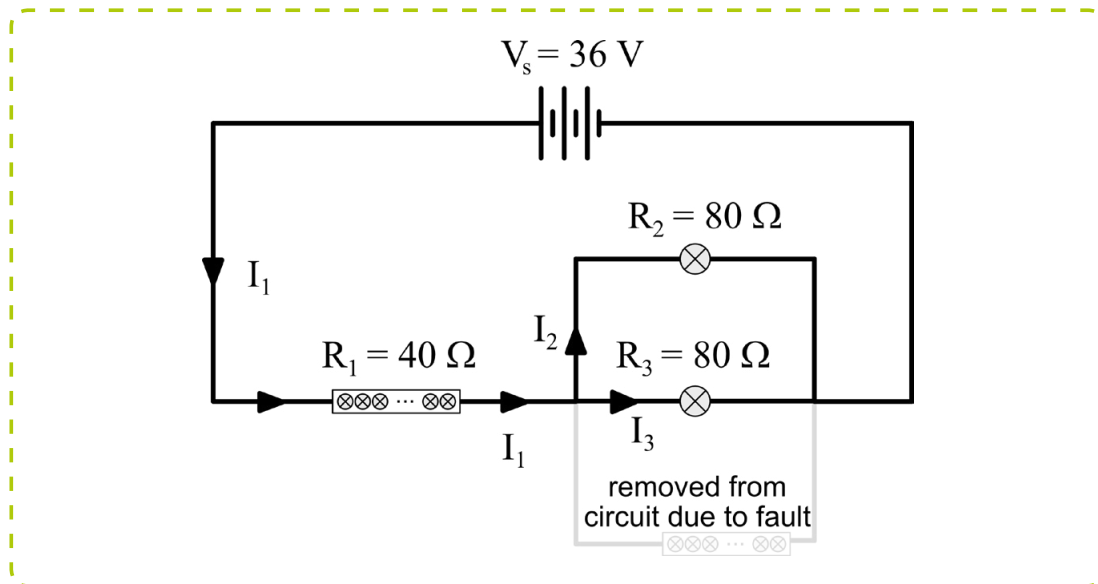 Vₛ = 36 V
R₂ = 80 Ω
I₁
I₂
R₁ = 40 Ω
R₃ = 80 Ω
I₁
I₃
removed from
circuit due to fault